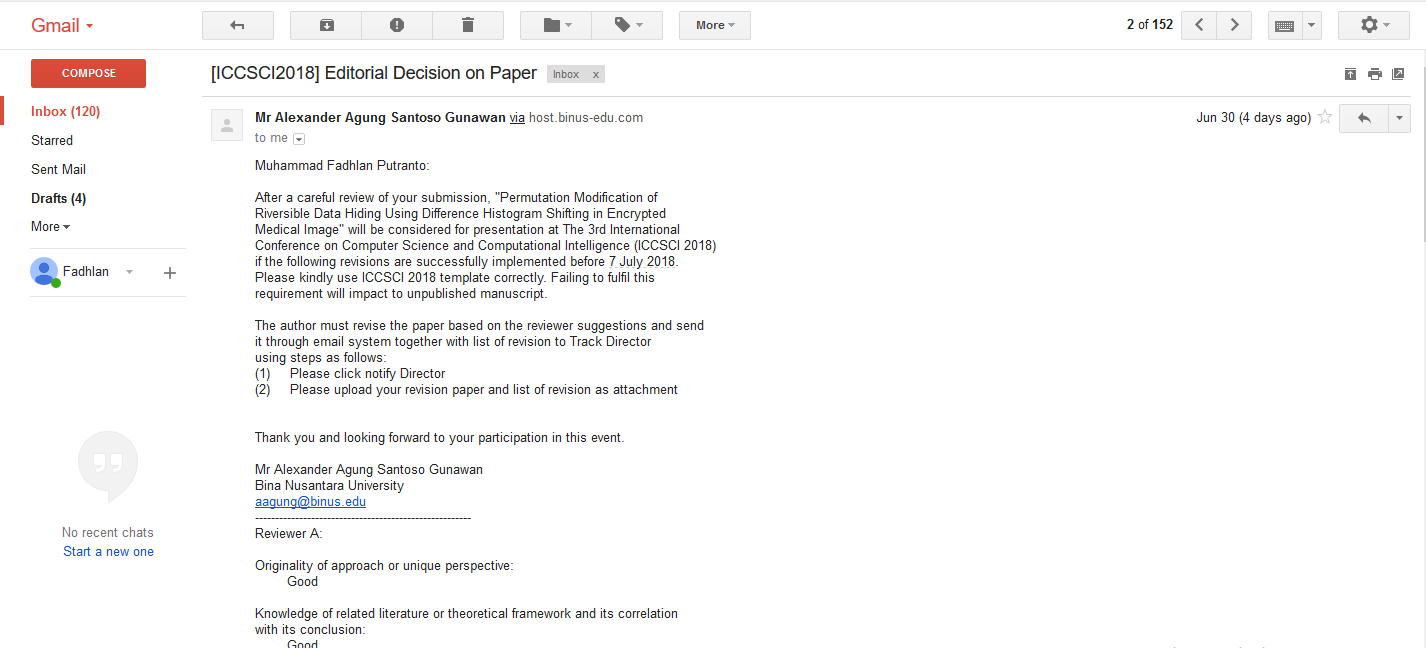 Gmail
More
2 of 152
COMPOSE
[ICCSCI2018] Editorial Decision on Paper Inbox x
Inbox (120)
Starred
Sent Mail
Drafts (4)
More
Fadhlan
No recent chats
Start a new one
Mr Alexander Agung Santoso Gunawan via host.binus-edu.com
Jun 30 (4 days ago)
to me
Muhammad Fadhlan Putranto:
After a careful review of your submission, "Permutation Modification of
Riversible Data Hiding Using Difference Histogram Shifting in Encrypted
Medical Image" will be considered for presentation at The 3rd International
Conference on Computer Science and Computational Intelligence (ICCSCI 2018)
if the following revisions are successfully implemented before 7 July 2018.
Please kindly use ICCSCI 2018 template correctly. Failing to fulfil this
requirement will impact to unpublished manuscript.
The author must revise the paper based on the reviewer suggestions and send
it through email system together with list of revision to Track Director
using steps as follows:
(1) Please click notify Director
(2) Please upload your revision paper and list of revision as attachment
Thank you and looking forward to your participation in this event.
Mr Alexander Agung Santoso Gunawan
Bina Nusantara University
aagung@binus.edu
------------------------------------------------------
Reviewer A:
Originality of approach or unique perspective:
Good
Knowledge of related literature or theoretical framework and its correlation
with its conclusion:
Good